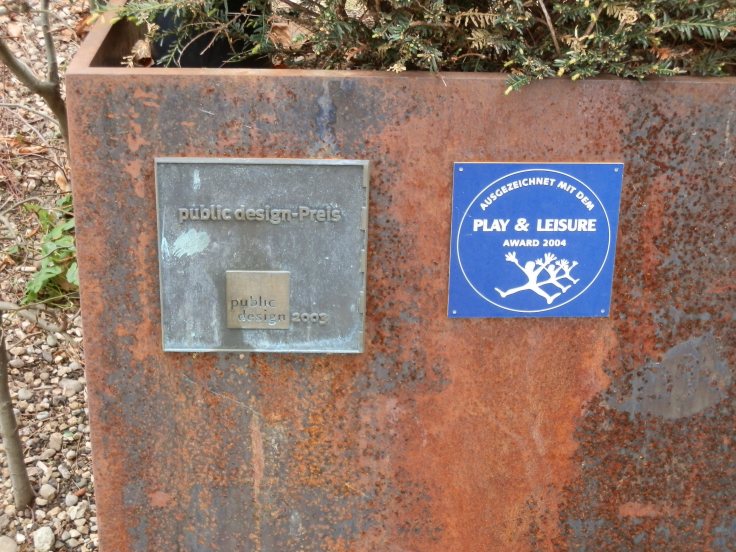 public design-Preis
public
design 2003
AUSGEZEICHNET MIT DEM
PLAY & LEISURE
AWARD 2004